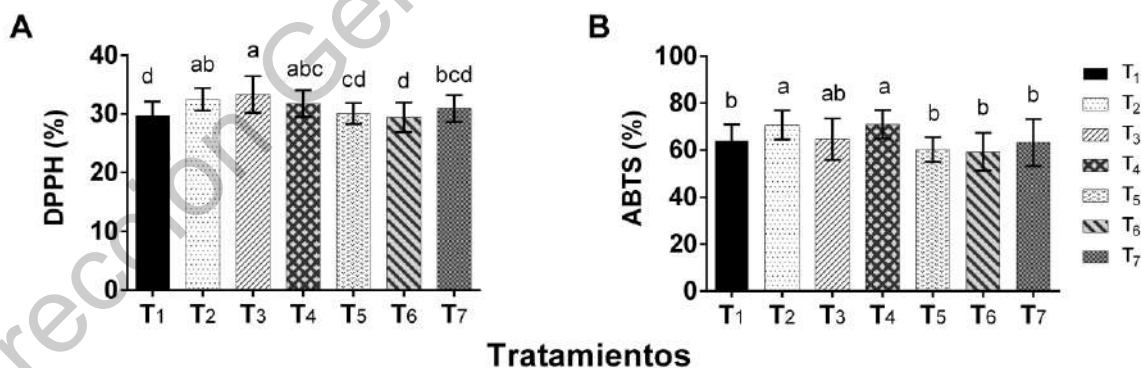 A
DPPH (%)
40
30
20
10
0
d
ab
a
abc
cd
d
bcd
T1
T2
T3
T4
T5
T6
T7
B
ABTS (%)
100
80
60
40
20
0
b
a
ab
a
b
b
b
T1
T2
T3
T4
T5
T6
T7
T1
T2
T3
T4
T5
T6
T7
Tratamientos